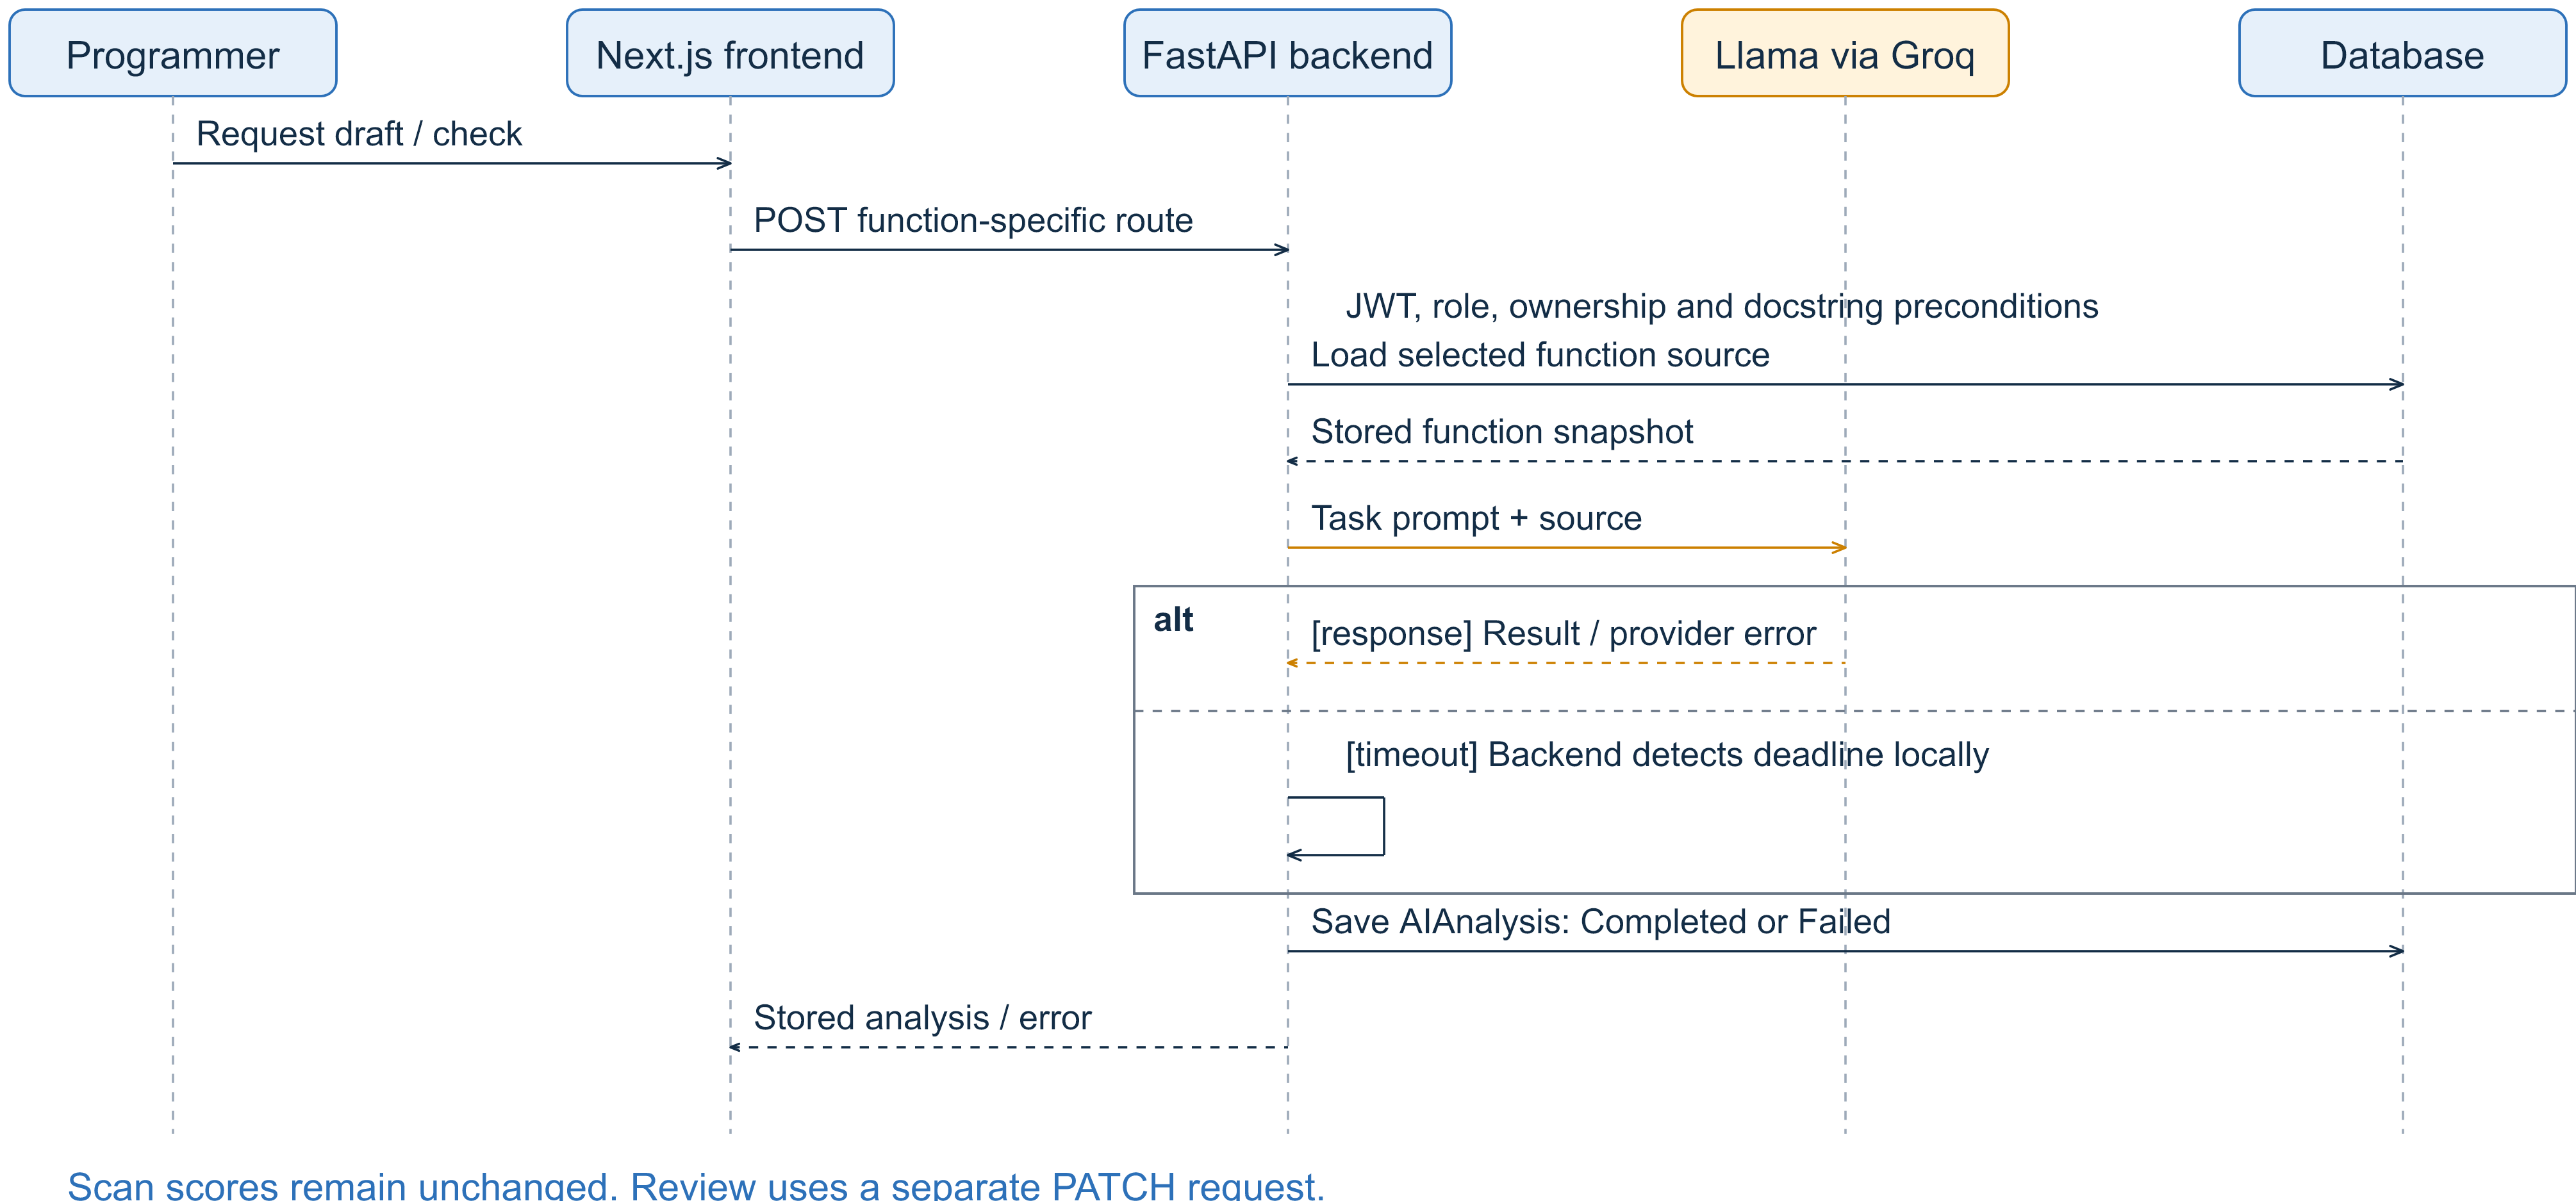 Programmer
Next.js frontend
FastAPI backend
Llama via Groq
Database
Request draft / check
POST function-specific route
JWT, role, ownership and docstring preconditions
Load selected function source
Stored function snapshot
Task prompt + source
alt
[response] Result / provider error
[timeout] Backend detects deadline locally
Save AIAnalysis: Completed or Failed
Stored analysis / error
Scan scores remain unchanged. Review uses a separate PATCH request.